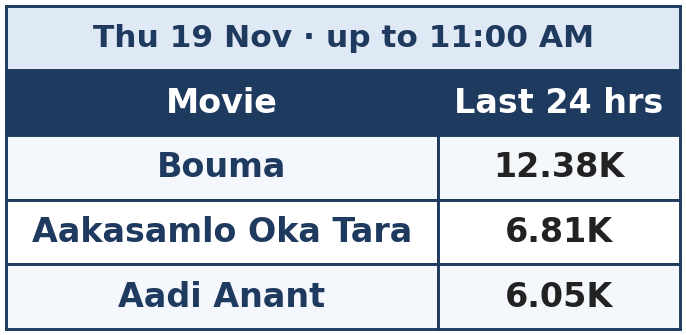 Thu 19 Nov · up to 11:00 AM
Movie Last 24 hrs
Bouma 12.38K
Aakasamlo Oka Tara 6.81K
Aadi Anant 6.05K